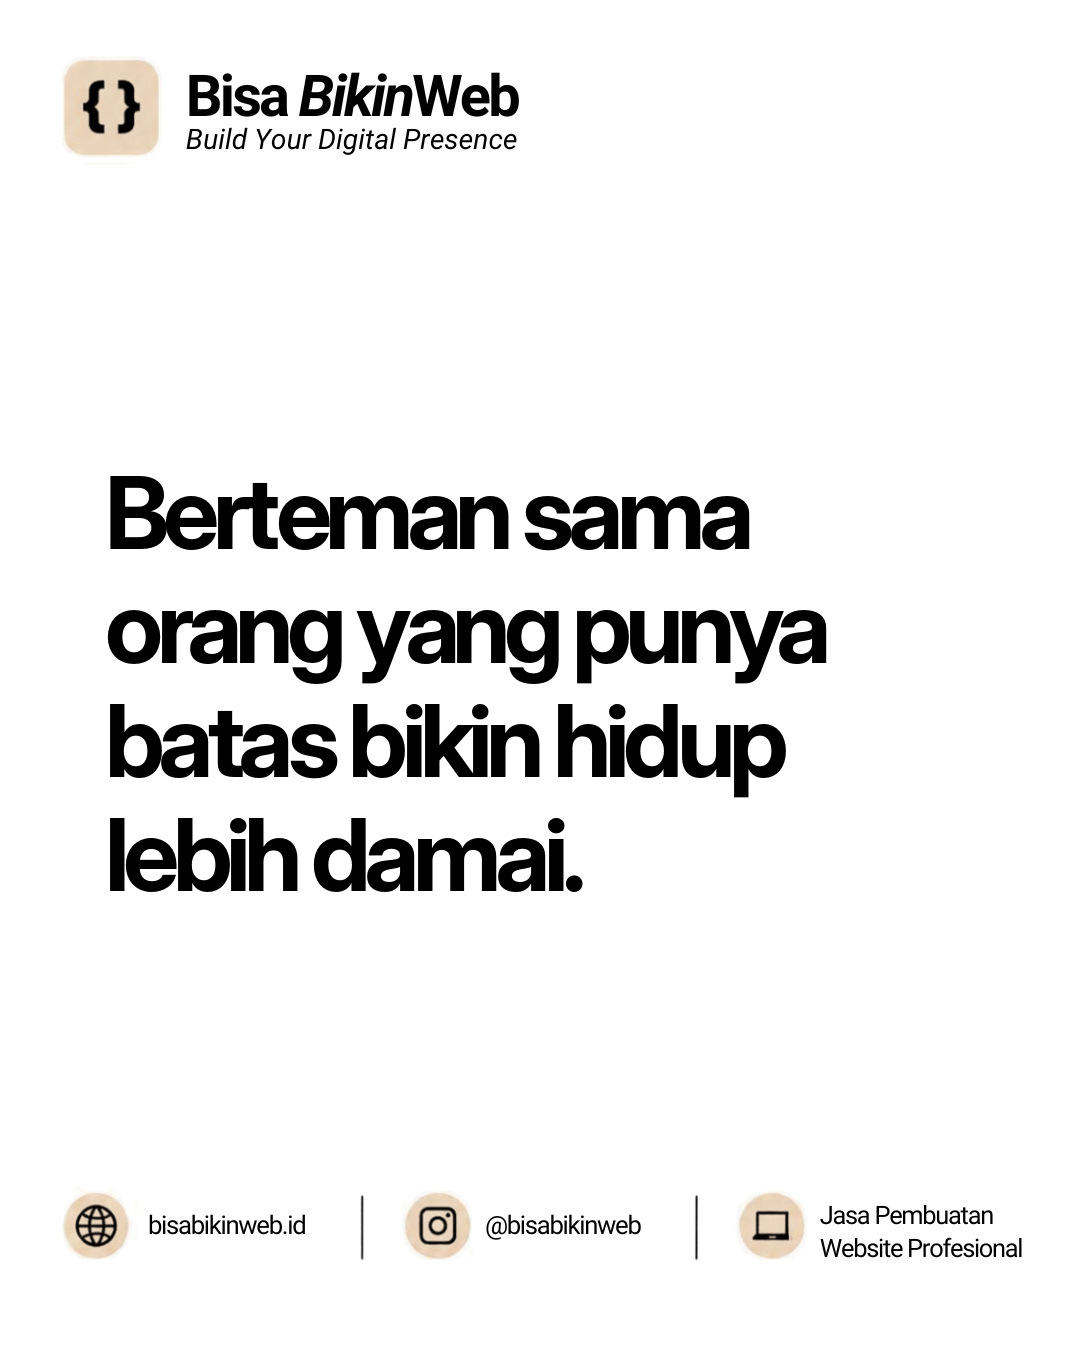 { }
Bisa BikinWeb
Build Your Digital Presence
Berteman sama
orang yang punya
batas bikin hidup
lebih damai.
bisabikinweb.id
@bisabikinweb
Jasa Pembuatan
Website Profesional